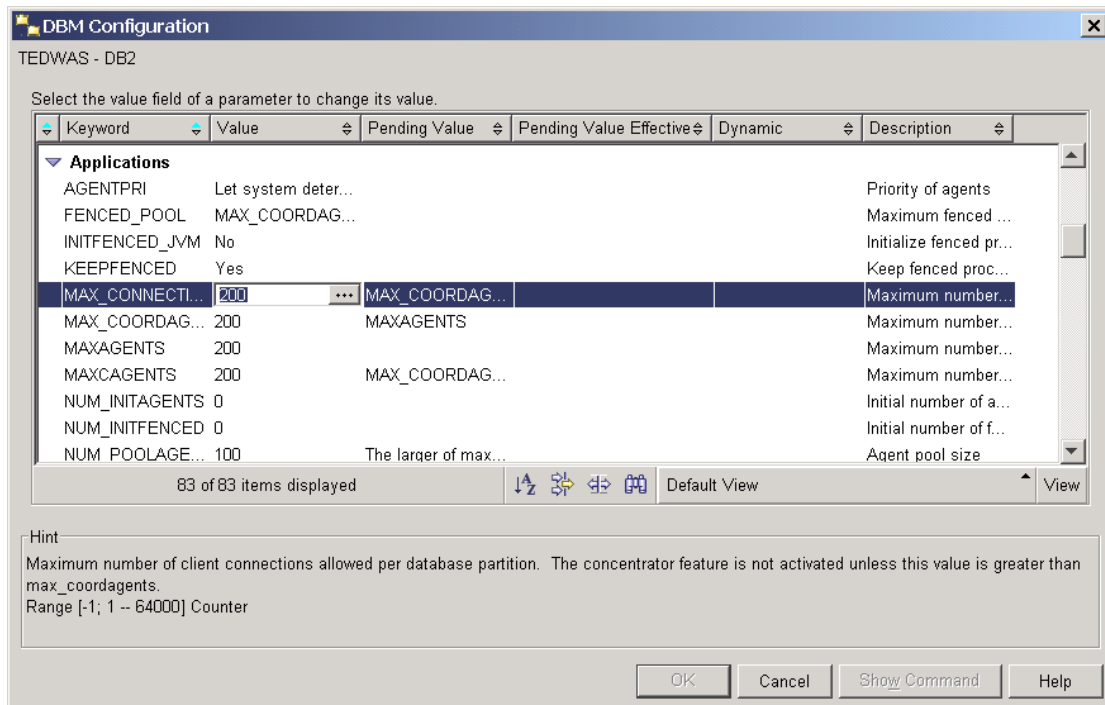 DBM Configuration
TEDWAS - DB2
Select the value field of a parameter to change its value.
Keyword Value Pending Value Pending Value Effective Dynamic Description
Applications
AGENTPRI Let system deter... Priority of agents
FENCED_POOL MAX_COORDAG... Maximum fenced ...
INITFENCED_JVM No Initialize fenced pr...
KEEPFENCED Yes Keep fenced proc...
MAX_CONNECTI... 200 ... MAX_COORDAG... Maximum number...
MAX_COORDAG... 200 MAXAGENTS Maximum number...
MAXAGENTS 200 Maximum number...
MAXCAGENTS 200 MAX_COORDAG... Maximum number...
NUM_INITAGENTS 0 Initial number of a...
NUM_INITFENCED 0 Initial number of f...
NUM_POOLAGE... 100 The larger of max... Agent pool size
83 of 83 items displayed Default View View
Hint
Maximum number of client connections allowed per database partition. The concentrator feature is not activated unless this value is greater than
max_coordagents.
Range [-1; 1 -- 64000] Counter
OK Cancel Show Command Help